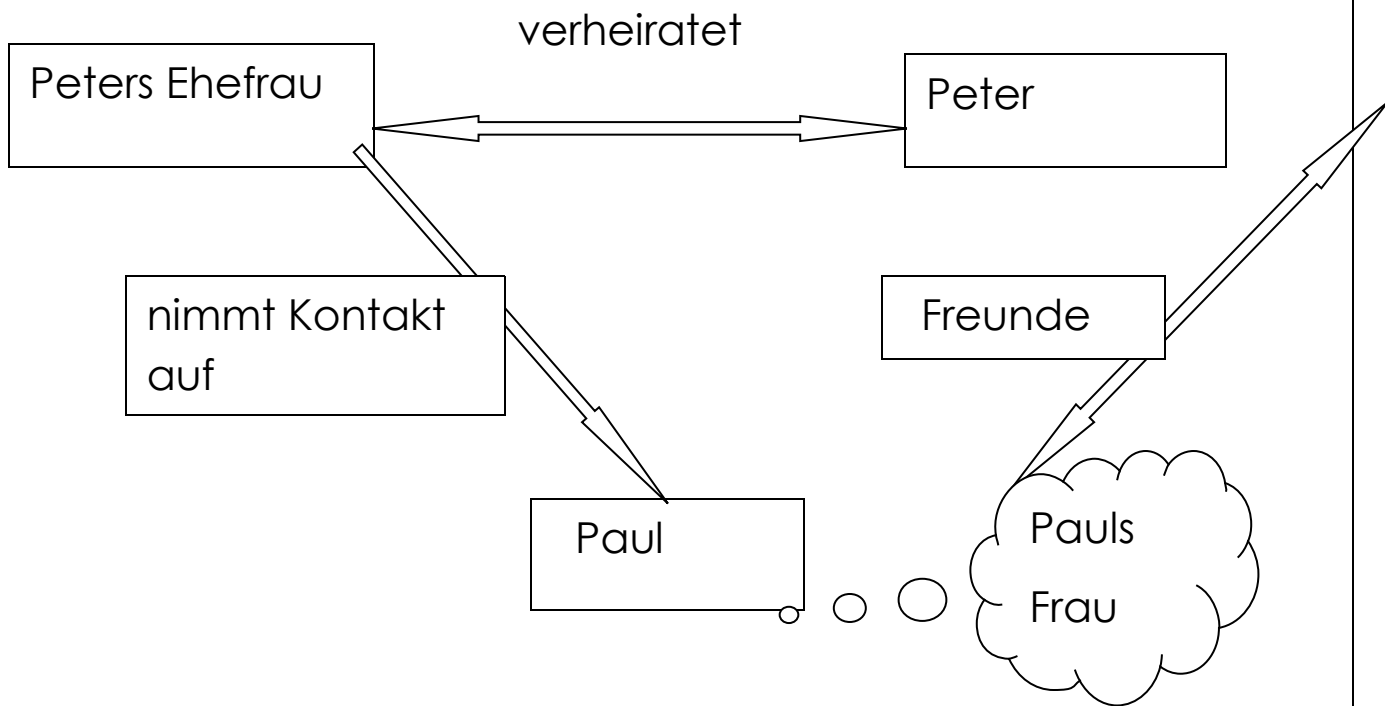 verheiratet
Peters Ehefrau
Peter
nimmt Kontakt
auf
Freunde
Paul
Pauls
Frau